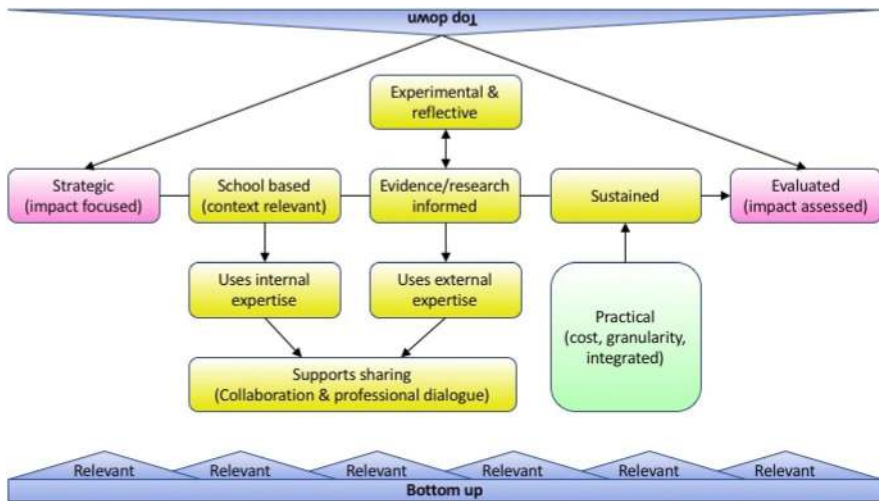 Top down
Experimental &
reflective
Strategic
(impact focused)
School based
(context relevant)
Evidence/research
informed
Sustained
Evaluated
(impact assessed)
Uses internal
expertise
Uses external
expertise
Practical
(cost, granularity,
integrated)
Supports sharing
(Collaboration & professional dialogue)
Relevant
Relevant
Relevant
Relevant
Relevant
Relevant
Bottom up